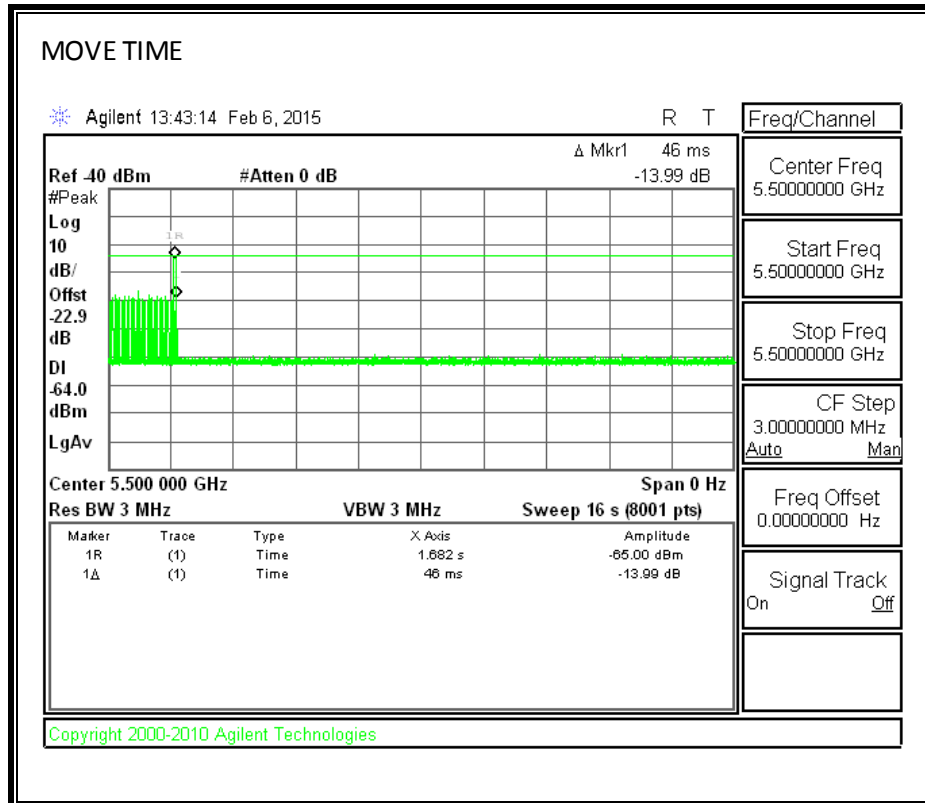 MOVE TIME
Agilent 13:43:14 Feb 6, 2015 R T
Δ Mkr1 46 ms
Ref -40 dBm #Atten 0 dB -13.99 dB
#Peak
Log
10
dB/
Offst
-22.9
dB
DI
-64.0
dBm
LgAv
1R
Center 5.500 000 GHz Span 0 Hz
Res BW 3 MHz VBW 3 MHz Sweep 16 s (8001 pts)
Marker Trace Type X Axis Amplitude
1R (1) Time 1.682 s -65.00 dBm
1Δ (1) Time 46 ms -13.99 dB
Copyright 2000-2010 Agilent Technologies
Freq/Channel
Center Freq
5.50000000 GHz
Start Freq
5.50000000 GHz
Stop Freq
5.50000000 GHz
CF Step
3.00000000 MHz
Auto Man
Freq Offset
0.00000000 Hz
Signal Track
On Off